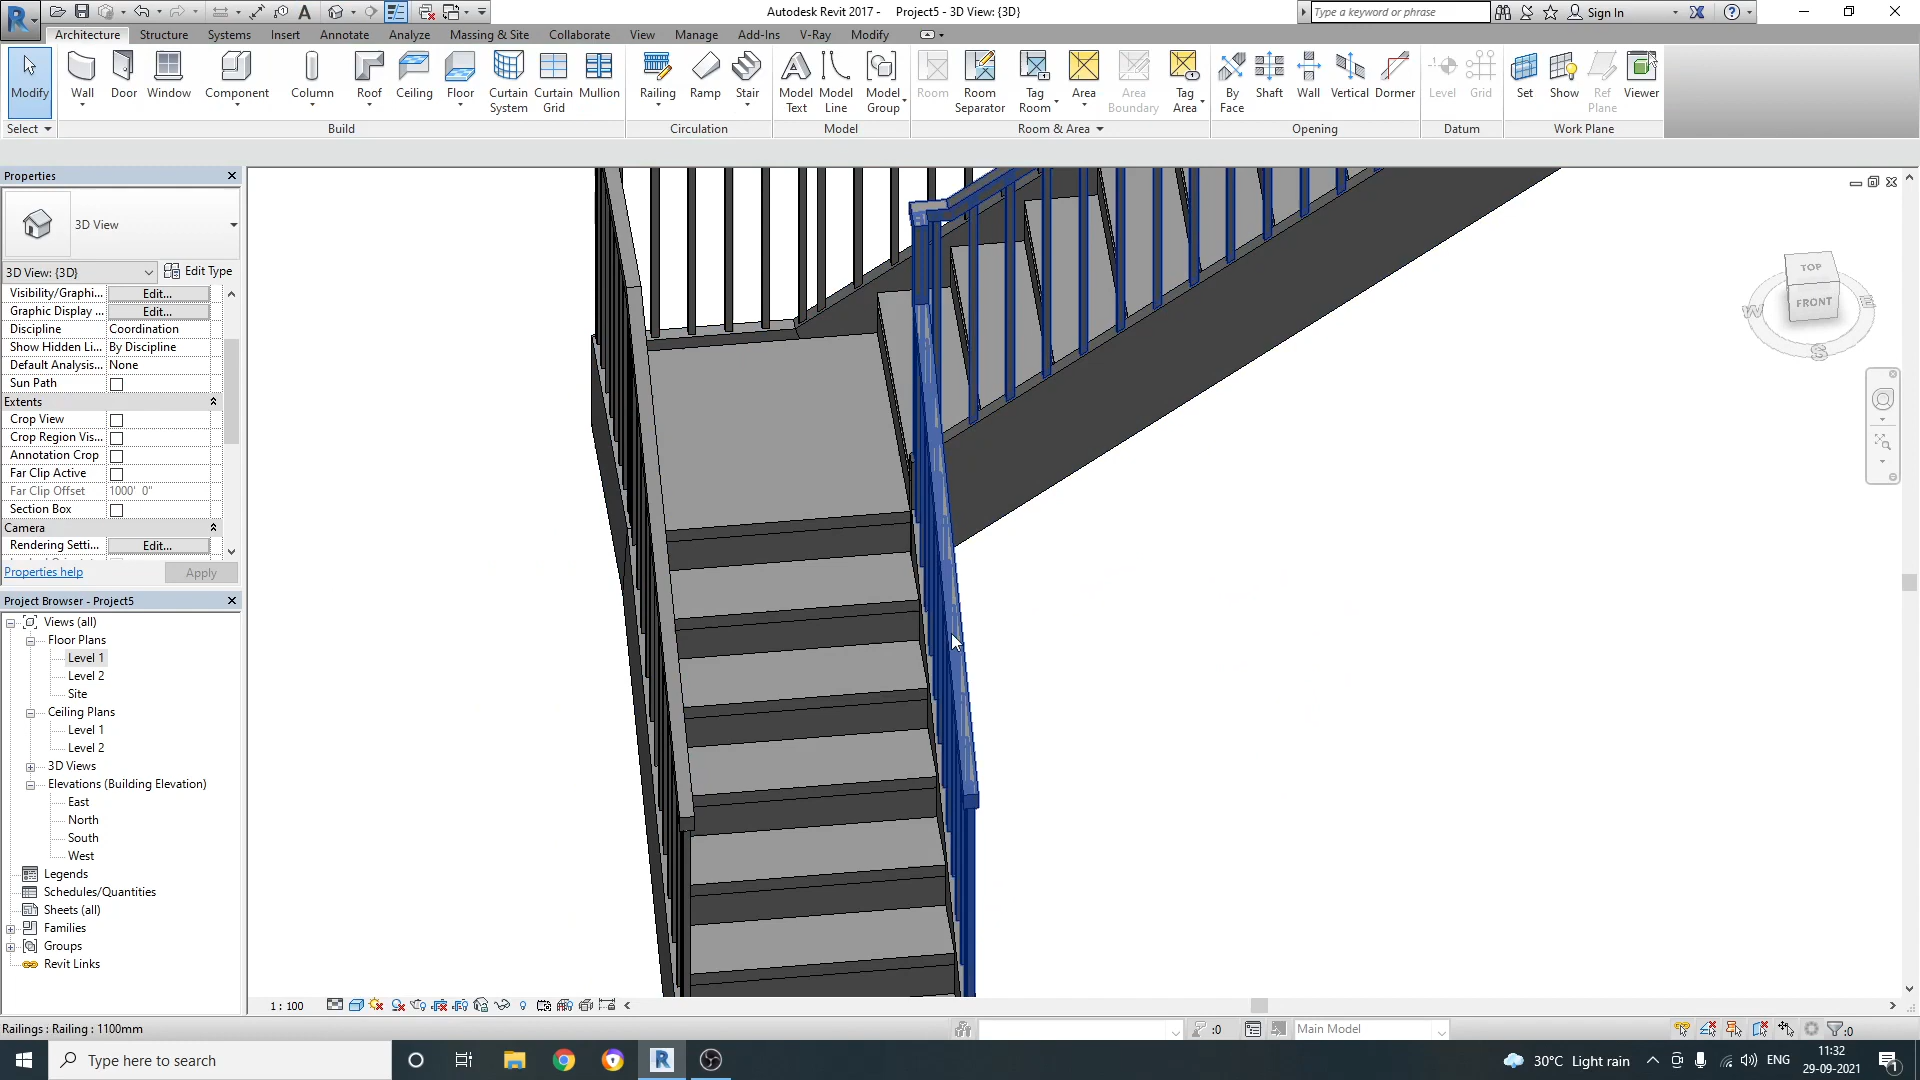 Autodesk Revit 2017 - Project5 - 3D View: {3D}
Type a keyword or phrase
Sign In
Architecture Structure Systems Insert Annotate Analyze Massing & Site Collaborate View Manage Add-Ins V-Ray Modify
Modify Wall Door Window Component Column Roof Ceiling Floor Curtain System Curtain Grid Mullion Railing Ramp Stair Model Text Model Line Model Group Room Room Separator Tag Room Area Area Boundary Tag Area By Face Shaft Wall Vertical Dormer Level Grid Set Show Ref Plane Viewer
Select Build Circulation Model Room & Area Opening Datum Work Plane
Properties
3D View
3D View: {3D} Edit Type
Visibility/Graphi... Edit...
Graphic Display ... Edit...
Discipline Coordination
Show Hidden Li... By Discipline
Default Analysis... None
Sun Path
Extents
Crop View
Crop Region Vis...
Annotation Crop
Far Clip Active
Far Clip Offset 1000' 0"
Section Box
Camera
Rendering Setti... Edit...
Properties help Apply
Project Browser - Project5
Views (all)
Floor Plans
Level 1
Level 2
Site
Ceiling Plans
Level 1
Level 2
3D Views
Elevations (Building Elevation)
East
North
South
West
Legends
Schedules/Quantities
Sheets (all)
Families
Groups
Revit Links
TOP
FRONT
W
E
S
1 : 100
Railings : Railing : 1100mm
:0
Main Model
:0
Type here to search
30°C Light rain
ENG
11:32
29-09-2021
1